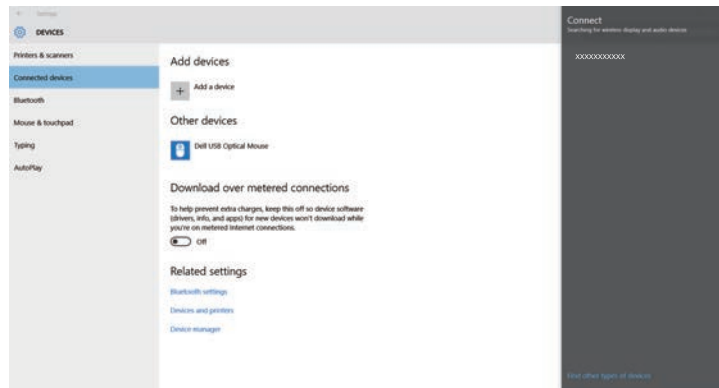 Settings
DEVICES
Printers & scanners
Connected devices
Bluetooth
Mouse & touchpad
Typing
AutoPlay
Add devices
Add a device
Other devices
Dell USB Optical Mouse
Download over metered connections
To help prevent extra charges, keep this off so device software
(drivers, info, and apps) for new devices won't download while
you're on metered Internet connections.
Off
Related settings
Bluetooth settings
Devices and printers
Device manager
Connect
Searching for wireless display and audio devices
xxxxxxxxxxx
Find other types of devices